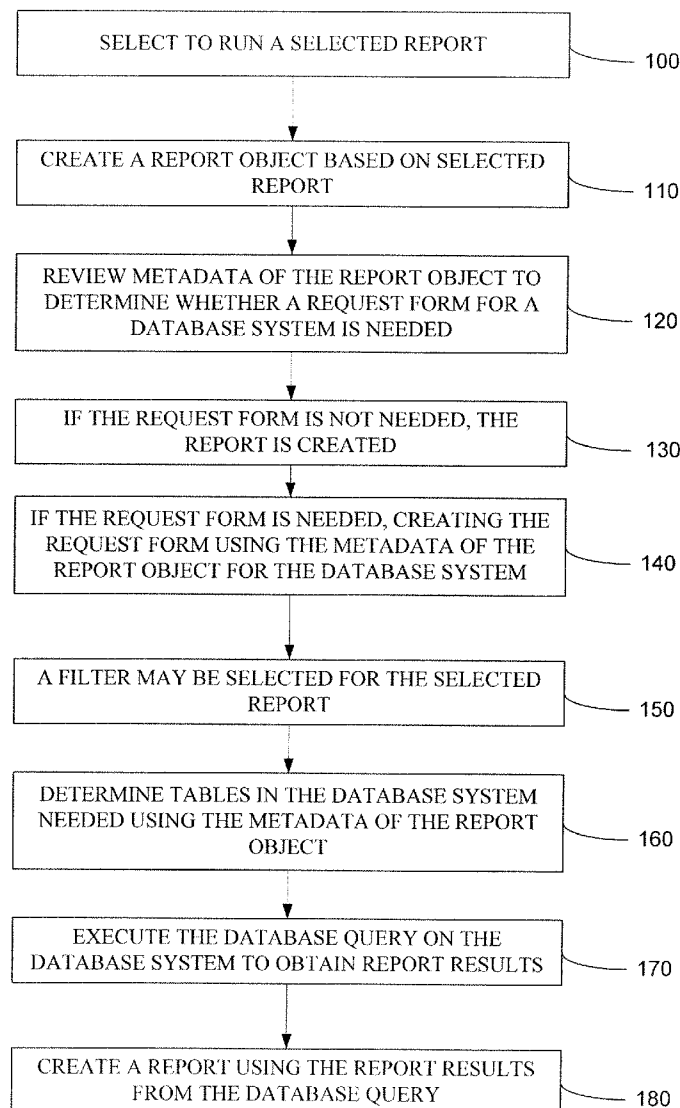 SELECT TO RUN A SELECTED REPORT
100
CREATE A REPORT OBJECT BASED ON SELECTED
REPORT
110
REVIEW METADATA OF THE REPORT OBJECT TO
DETERMINE WHETHER A REQUEST FORM FOR A
DATABASE SYSTEM IS NEEDED
120
IF THE REQUEST FORM IS NOT NEEDED, THE
REPORT IS CREATED
130
IF THE REQUEST FORM IS NEEDED, CREATING THE
REQUEST FORM USING THE METADATA OF THE
REPORT OBJECT FOR THE DATABASE SYSTEM
140
A FILTER MAY BE SELECTED FOR THE SELECTED
REPORT
150
DETERMINE TABLES IN THE DATABASE SYSTEM
NEEDED USING THE METADATA OF THE REPORT
OBJECT
160
EXECUTE THE DATABASE QUERY ON THE
DATABASE SYSTEM TO OBTAIN REPORT RESULTS
170
CREATE A REPORT USING THE REPORT RESULTS
FROM THE DATABASE QUERY
180